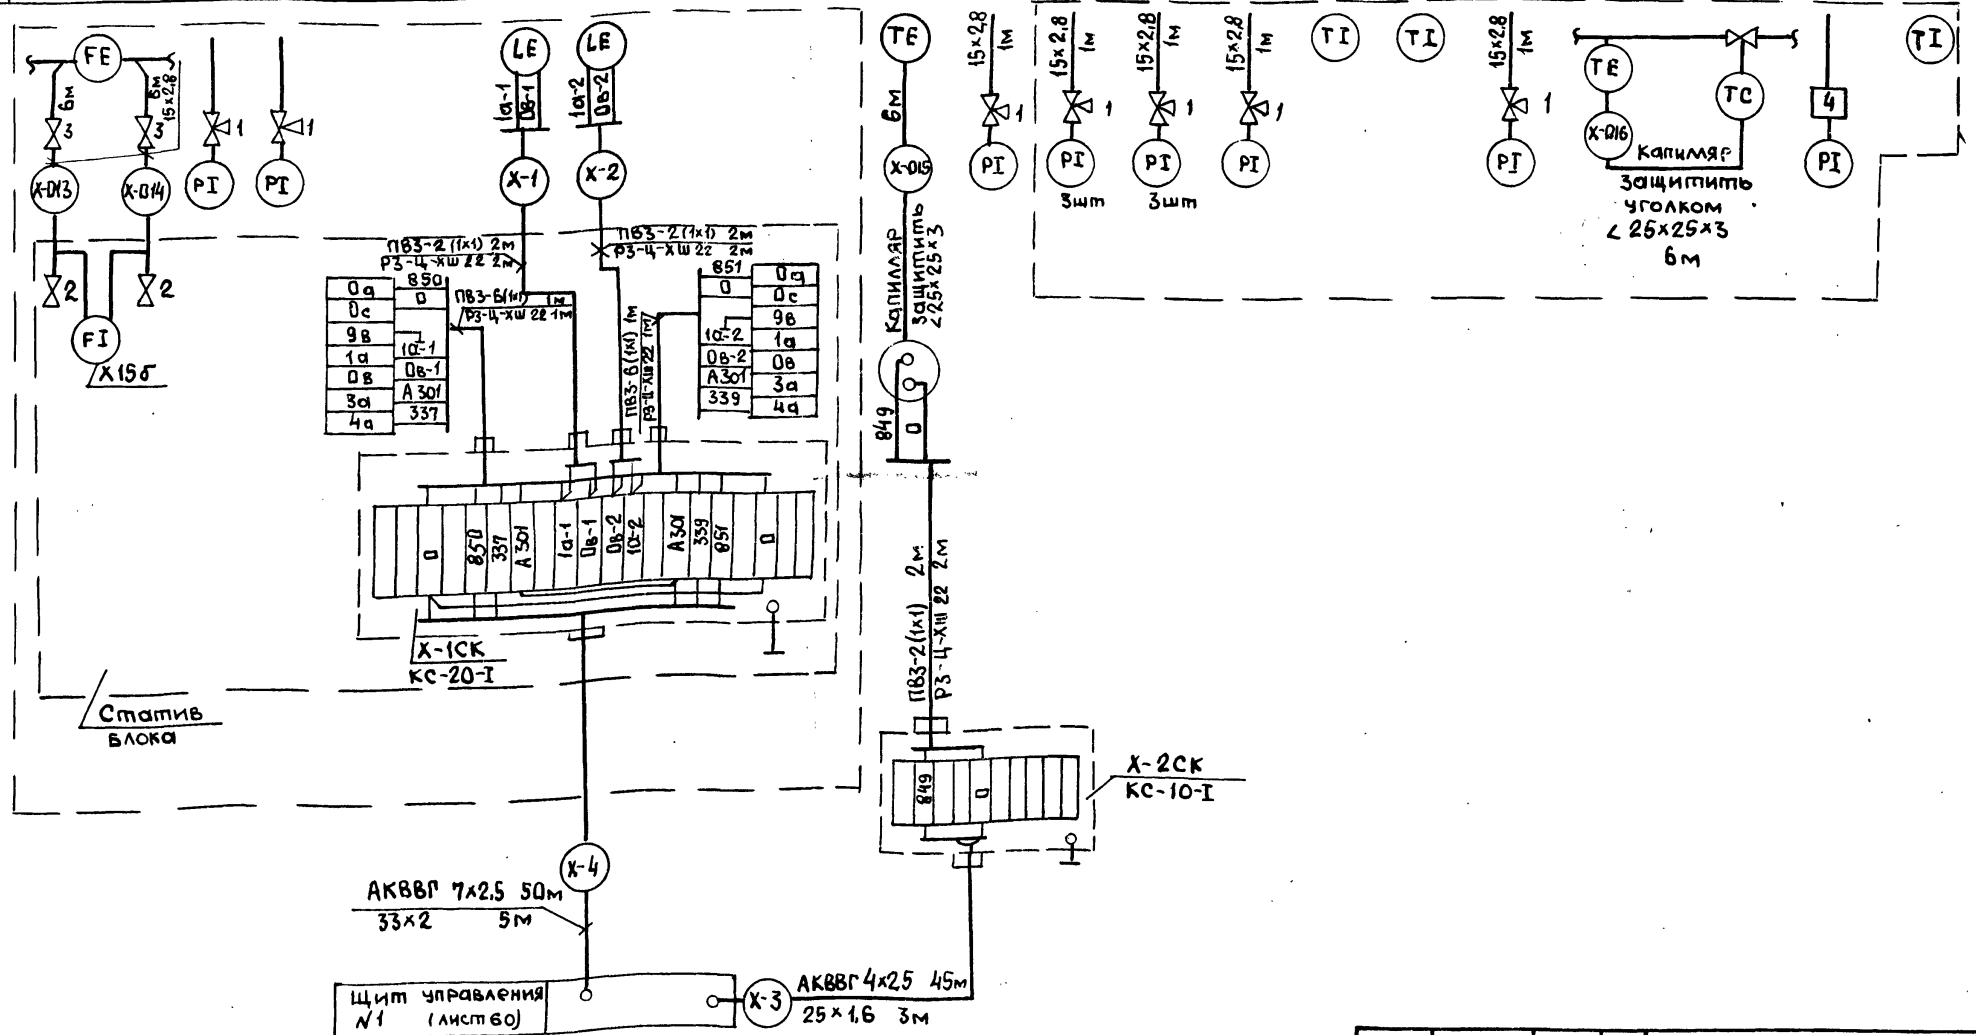 FE
6м
6м
15×2,8
3
3
1
1
X-013
X-014
PI
PI
2
2
FI
X15б
LE
LE
1а-1
0в-1
1а-2
0в-2
X-1
X-2
ПВ3-2 (1×1) 2м
РЗ-Ц-ХШ 22 2м
ПВ3-2(1×1) 2м
РЗ-Ц-ХШ 22 2м
0а
0с
9в
1а
0в
3а
4а
850
0
1а-1
0в-1
А301
337
ПВ3-6(1×1) 1м
РЗ-Ц-ХШ 22 1м
ПВ3-6(1×1) 1м
РЗ-Ц-ХШ 22 1м
851
0
1а-2
0в-2
А301
339
0а
0с
9в
1а
0в
3а
4а
0
850
337
А301
1а-1
0в-1
0в-2
1а-2
А301
339
851
0
X-1СК
КС-20-I
Статив
блока
X-4
АКВВГ 7×2,5 50м
33×2 5м
Щит управления
№1 (лист 60)
X-3
АКВВГ 4×2,5 45м
25×1,6 3м
TE
6м
X-015
Капилляр
Защитить
∠25×25×3
849
0
ПВ3-2(1×1) 2м
РЗ-Ц-ХШ 22 2м
849
0
X-2СК
КС-10-I
15×2,8
1м
1
PI
15×2,8
1м
1
PI
3шт
15×2,8
1м
1
PI
3шт
15×2,8
1м
1
PI
TI
TI
15×2,8
1м
1
PI
TE
X-016
TC
Капилляр
Защитить
уголком
∠ 25×25×3
6м
4
PI
TI